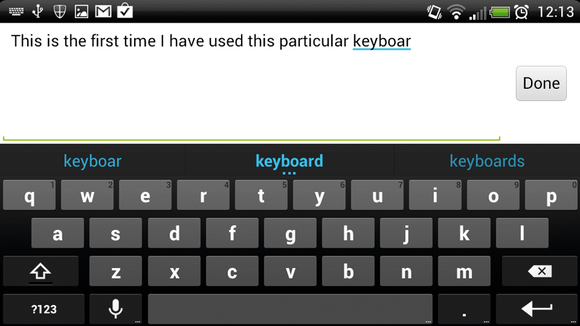 12:13
This is the first time I have used this particular keyboar
Done
keyboar keyboard keyboards
q 1 w 2 e 3 r 4 t 5 y 6 u 7 i 8 o 9 p 0
a s d f g h j k l
z x c v b n m
?123 ... ... . ...